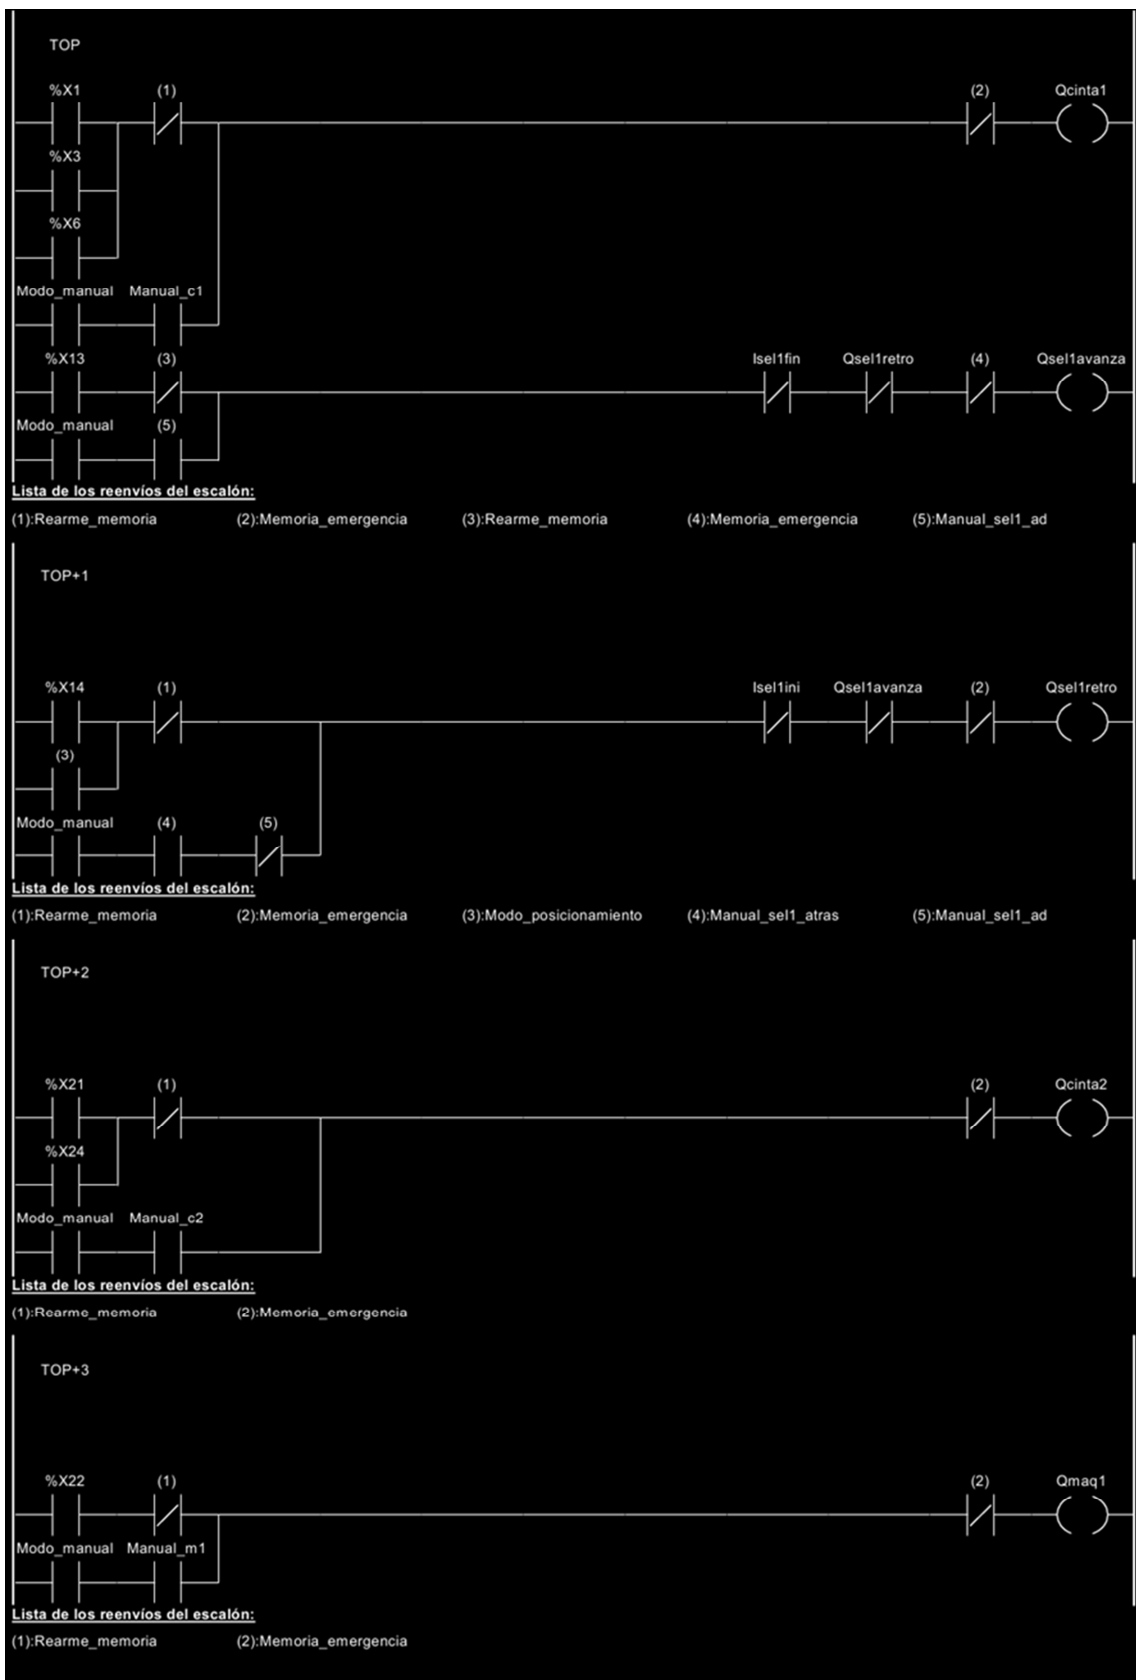 TOP
%X1 (1) (2) Qcinta1
%X3
%X6
Modo_manual Manual_c1
%X13 (3) Isel1fin Qsel1retro (4) Qsel1avanza
Modo_manual (5)
Lista de los reenvíos del escalón:
(1):Rearme_memoria (2):Memoria_emergencia (3):Rearme_memoria (4):Memoria_emergencia (5):Manual_sel1_ad
TOP+1
%X14 (1) Isel1ini Qsel1avanza (2) Qsel1retro
(3)
Modo_manual (4) (5)
Lista de los reenvíos del escalón:
(1):Rearme_memoria (2):Memoria_emergencia (3):Modo_posicionamiento (4):Manual_sel1_atras (5):Manual_sel1_ad
TOP+2
%X21 (1) (2) Qcinta2
%X24
Modo_manual Manual_c2
Lista de los reenvíos del escalón:
(1):Rearme_memoria (2):Memoria_emergencia
TOP+3
%X22 (1) (2) Qmaq1
Modo_manual Manual_m1
Lista de los reenvíos del escalón:
(1):Rearme_memoria (2):Memoria_emergencia